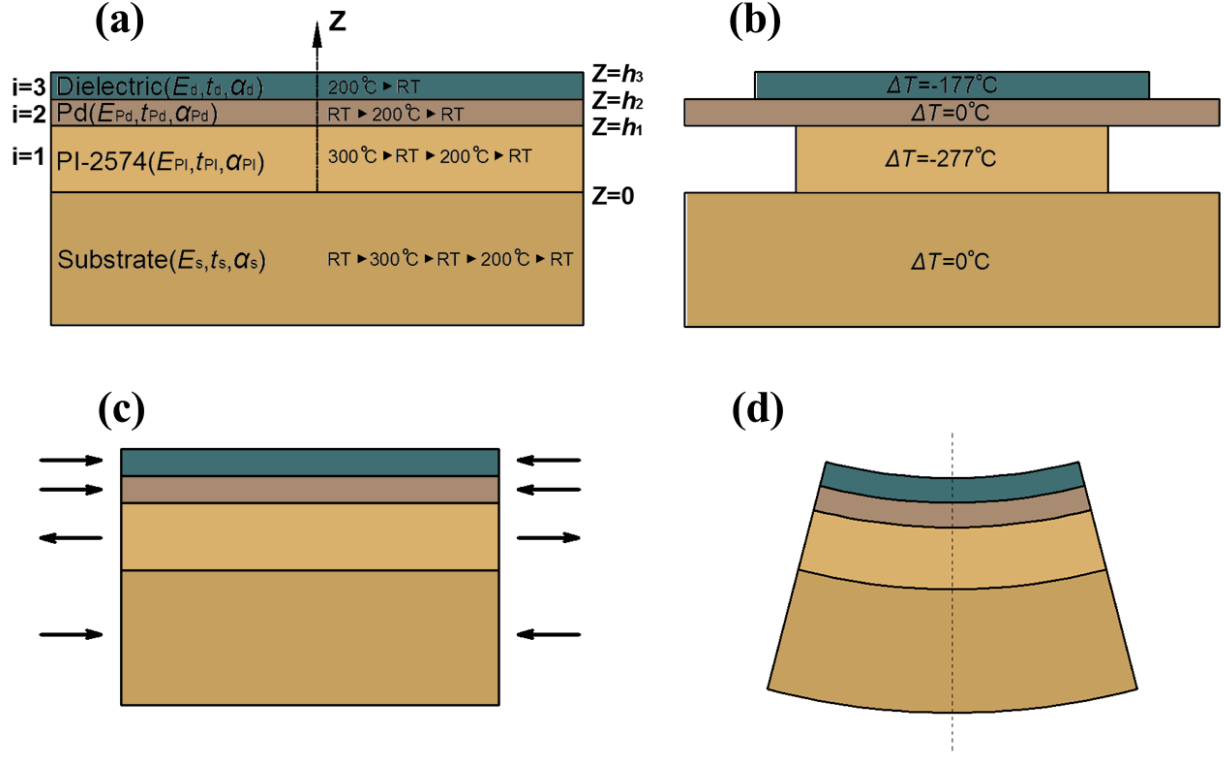 (a)
Z
i=3 Dielectric(Ed,td,αd) 200℃ ► RT Z=h3
Z=h2
i=2 Pd(EPd,tPd,αPd) RT ► 200℃ ► RT
Z=h1
i=1 PI-2574(EPI,tPI,αPI) 300℃ ► RT ► 200℃ ► RT
Z=0
Substrate(Es,ts,αs) RT ► 300℃ ► RT ► 200℃ ► RT
(b)
ΔT=-177℃
ΔT=0℃
ΔT=-277℃
ΔT=0℃
(c)
(d)